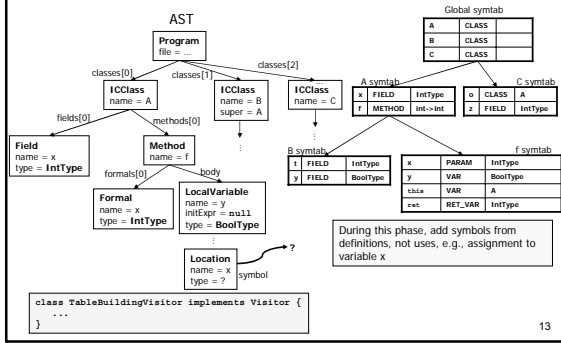 AST
Program
file = ...
classes[0]
classes[1]
classes[2]
ICClass
name = A
ICClass
name = B
super = A
ICClass
name = C
...
...
fields[0]
methods[0]
Field
name = x
type = IntType
Method
name = f
formals[0]
body
Formal
name = x
type = IntType
LocalVariable
name = y
initExpr = null
type = BoolType
...
Location
name = x
type = ?
symbol
?
class TableBuildingVisitor implements Visitor {
...
}
Global symtab
A CLASS
B CLASS
C CLASS
A symtab
x FIELD IntType
f METHOD int->int
C symtab
o CLASS A
z FIELD IntType
B symtab
t FIELD IntType
y FIELD BoolType
f symtab
x PARAM IntType
y VAR BoolType
this VAR A
ret RET_VAR IntType
During this phase, add symbols from
definitions, not uses, e.g., assignment to
variable x
13